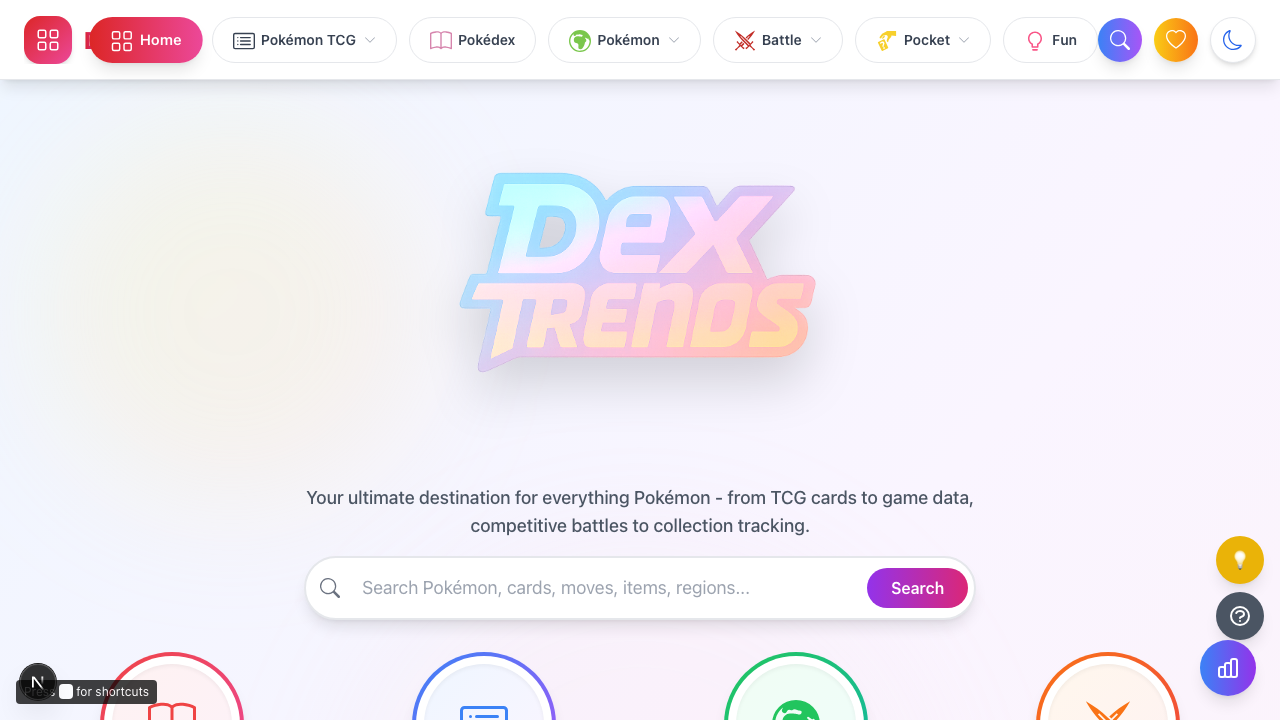 Home
Pokémon TCG
Pokédex
Pokémon
Battle
Pocket
Fun
Dex
Trends
Your ultimate destination for everything Pokémon - from TCG cards to game data,
competitive battles to collection tracking.
Search Pokémon, cards, moves, items, regions...
Search
N
Press for shortcuts